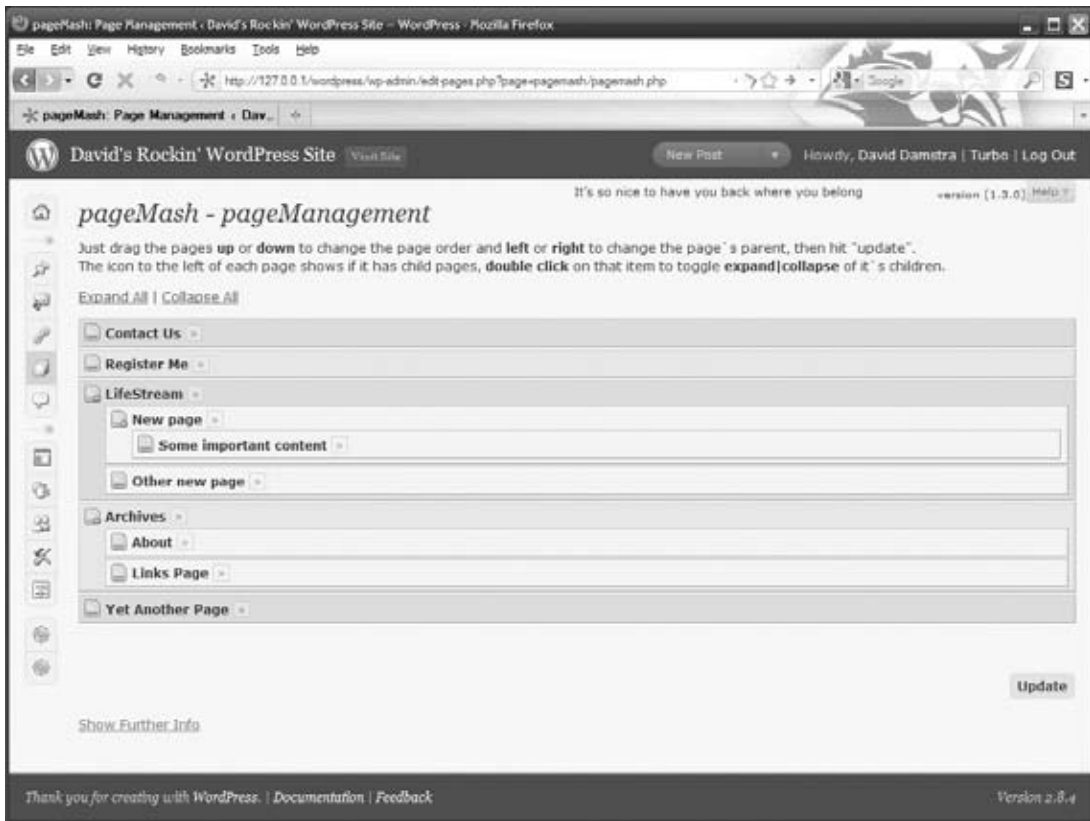 pageMash: Page Management ‹ David's Rockin' WordPress Site — WordPress - Mozilla Firefox
File Edit View History Bookmarks Tools Help
http://127.0.0.1/wordpress/wp-admin/edit-pages.php?page=pagemash/pagemash.php
Google
pageMash: Page Management ‹ Dav...
David's Rockin' WordPress Site Visit Site New Post Howdy, David Damstra | Turbo | Log Out
It's so nice to have you back where you belong version [1.3.0] Help
pageMash - pageManagement
Just drag the pages up or down to change the page order and left or right to change the page`s parent, then hit "update".
The icon to the left of each page shows if it has child pages, double click on that item to toggle expand|collapse of it`s children.
Expand All | Collapse All
Contact Us
Register Me
LifeStream
New page
Some important content
Other new page
Archives
About
Links Page
Yet Another Page
Update
Show Further Info
Thank you for creating with WordPress. | Documentation | Feedback Version 2.8.4